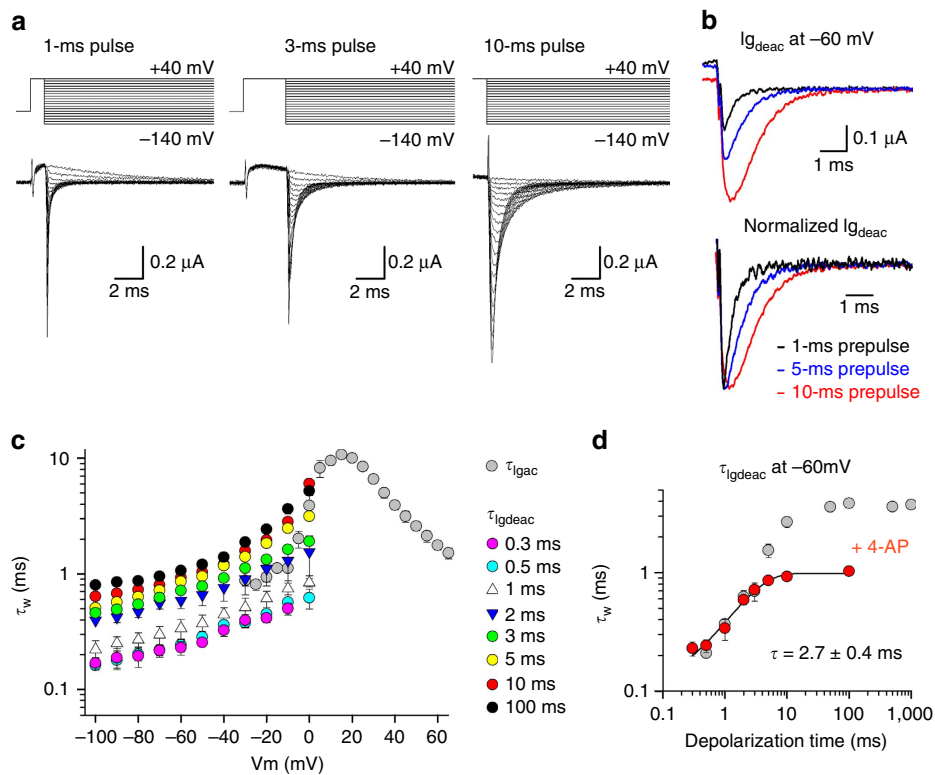 a
1-ms pulse
3-ms pulse
10-ms pulse
+40 mV
+40 mV
+40 mV
–140 mV
–140 mV
–140 mV
0.2 μA
2 ms
0.2 μA
2 ms
0.2 μA
2 ms
b
Ig_deac at –60 mV
0.1 μA
1 ms
Normalized Ig_deac
1 ms
1-ms prepulse
5-ms prepulse
10-ms prepulse
c
10
1
0.1
τw (ms)
–100 –80 –60 –40 –20 0 20 40 60
Vm (mV)
τIgac
τIgdeac
0.3 ms
0.5 ms
1 ms
2 ms
3 ms
5 ms
10 ms
100 ms
d
τIgdeac at –60mV
10
1
0.1
τw (ms)
+ 4-AP
τ = 2.7 ± 0.4 ms
0.1 1 10 100 1,000
Depolarization time (ms)